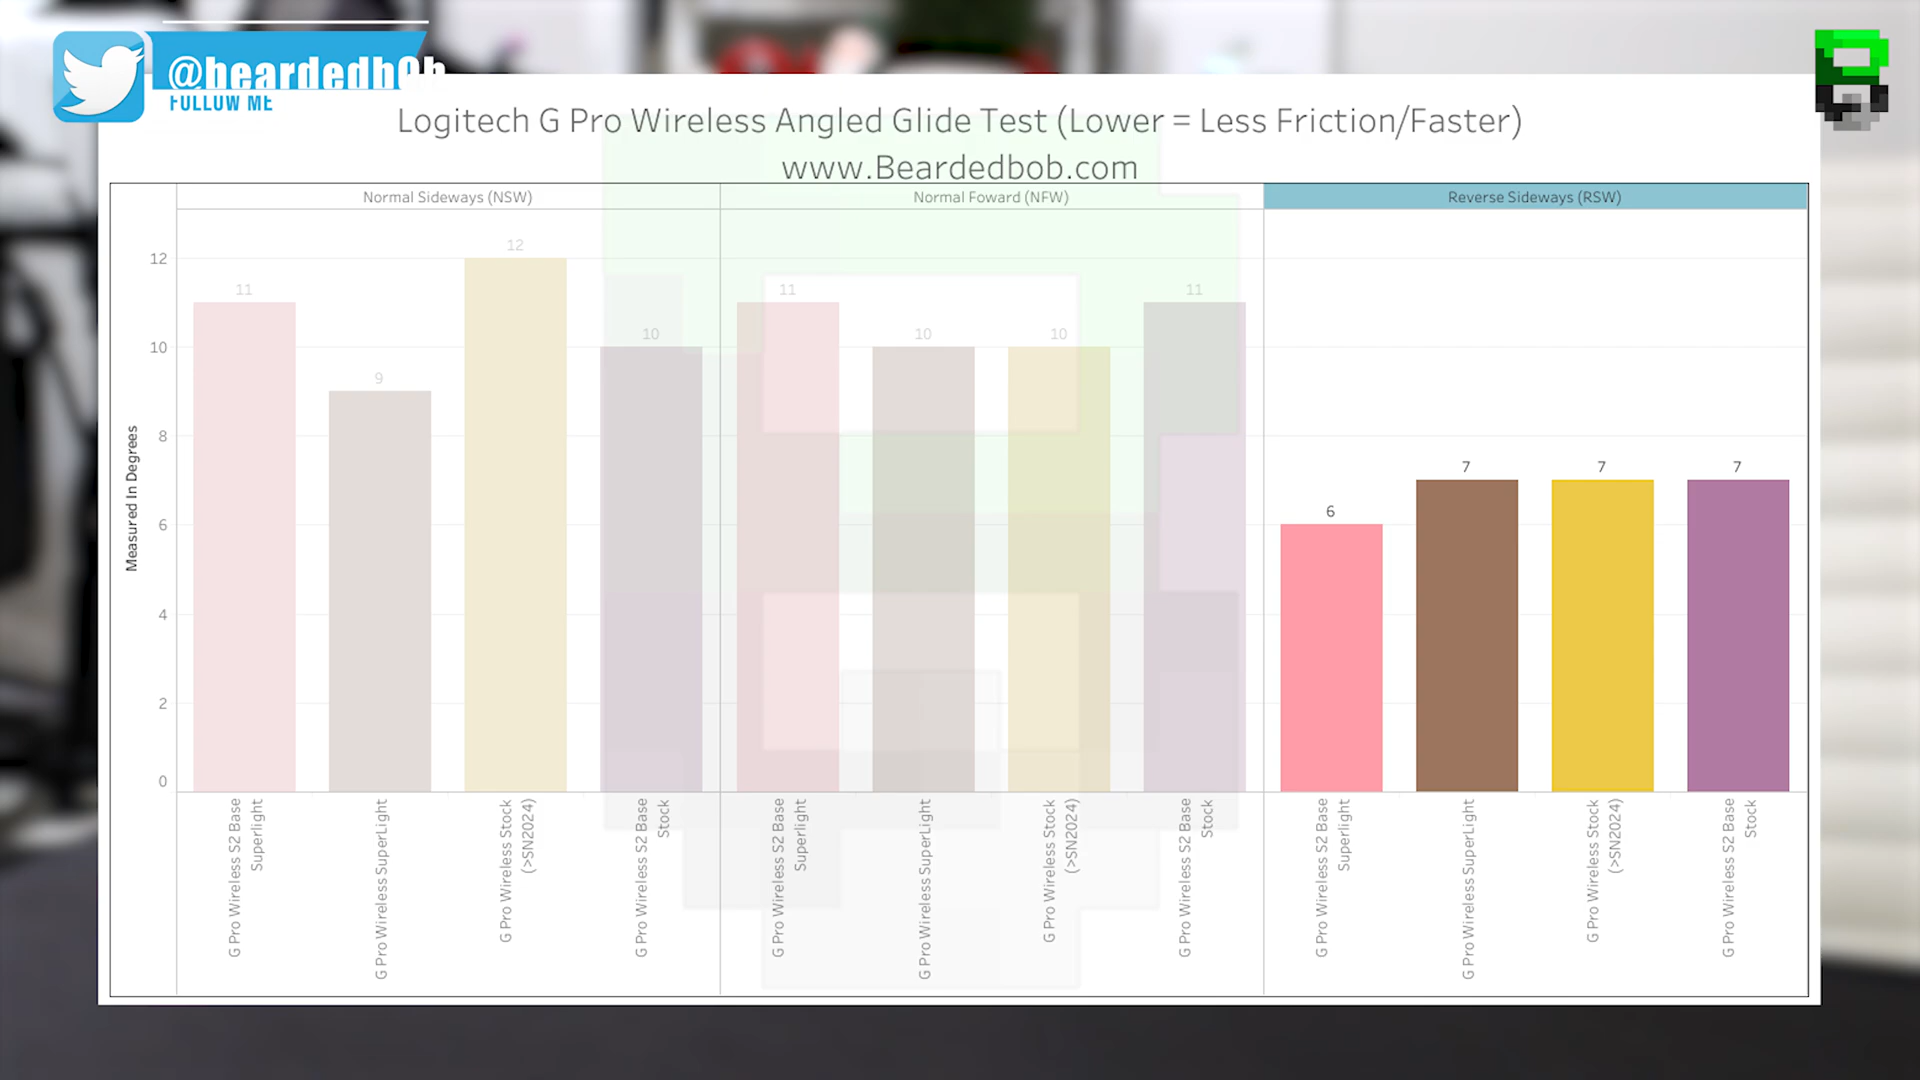 @beardedb0b
FOLLOW ME
Logitech G Pro Wireless Angled Glide Test (Lower = Less Friction/Faster)
www.Beardedbob.com
Normal Sideways (NSW)
Normal Foward (NFW)
Reverse Sideways (RSW)
Measured In Degrees
12
10
8
6
4
2
0
11
9
12
10
11
10
10
11
6
7
7
7
G Pro Wireless S2 Base
Superlight
G Pro Wireless SuperLight
G Pro Wireless Stock
(>SN2024)
G Pro Wireless S2 Base
Stock
G Pro Wireless S2 Base
Superlight
G Pro Wireless SuperLight
G Pro Wireless Stock
(>SN2024)
G Pro Wireless S2 Base
Stock
G Pro Wireless S2 Base
Superlight
G Pro Wireless SuperLight
G Pro Wireless Stock
(>SN2024)
G Pro Wireless S2 Base
Stock